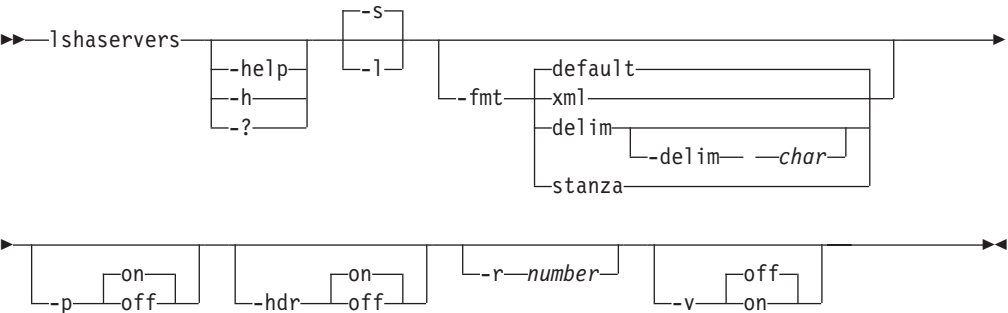 -s
lshaservers
-help
-h
-?
-l
-fmt
default
xml
delim
-delim char
stanza
-p
on
off
-hdr
on
off
-r number
-v
off
on